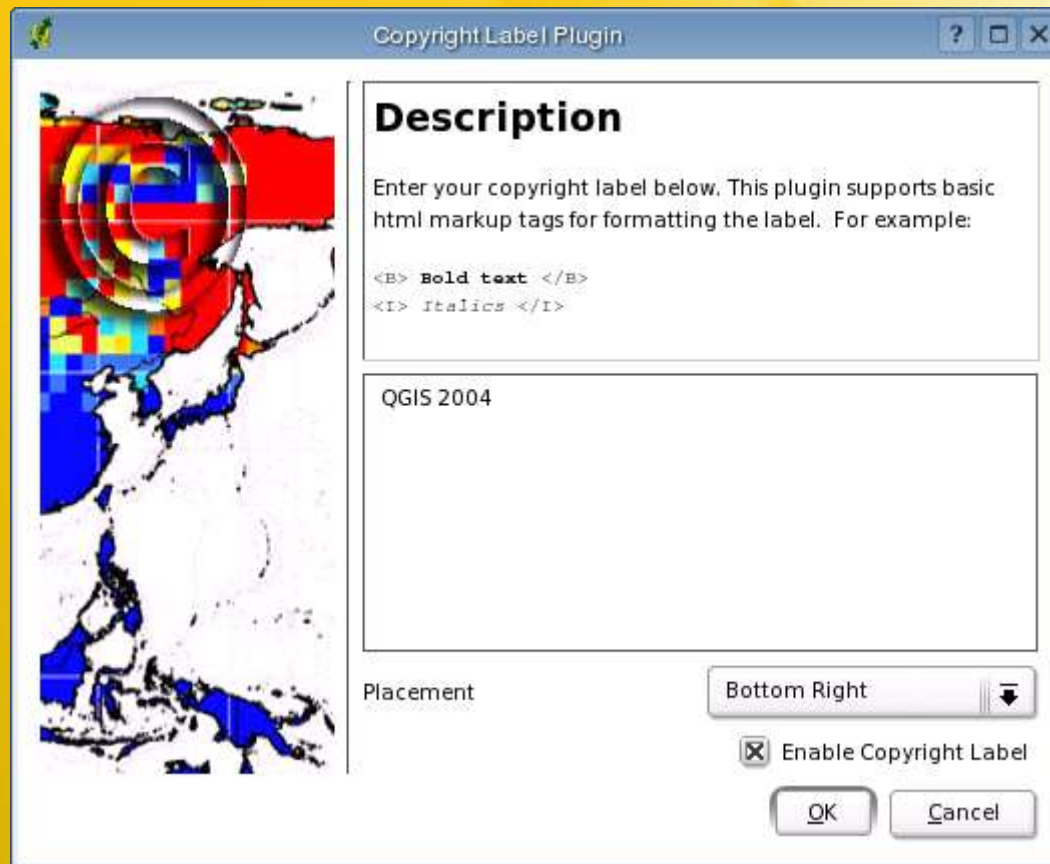 Copyright Label Plugin
Description
Enter your copyright label below. This plugin supports basic
html markup tags for formatting the label. For example:
<B> Bold text </B>
<I> Italics </I>
QGIS 2004
Placement
Bottom Right
Enable Copyright Label
OK
Cancel